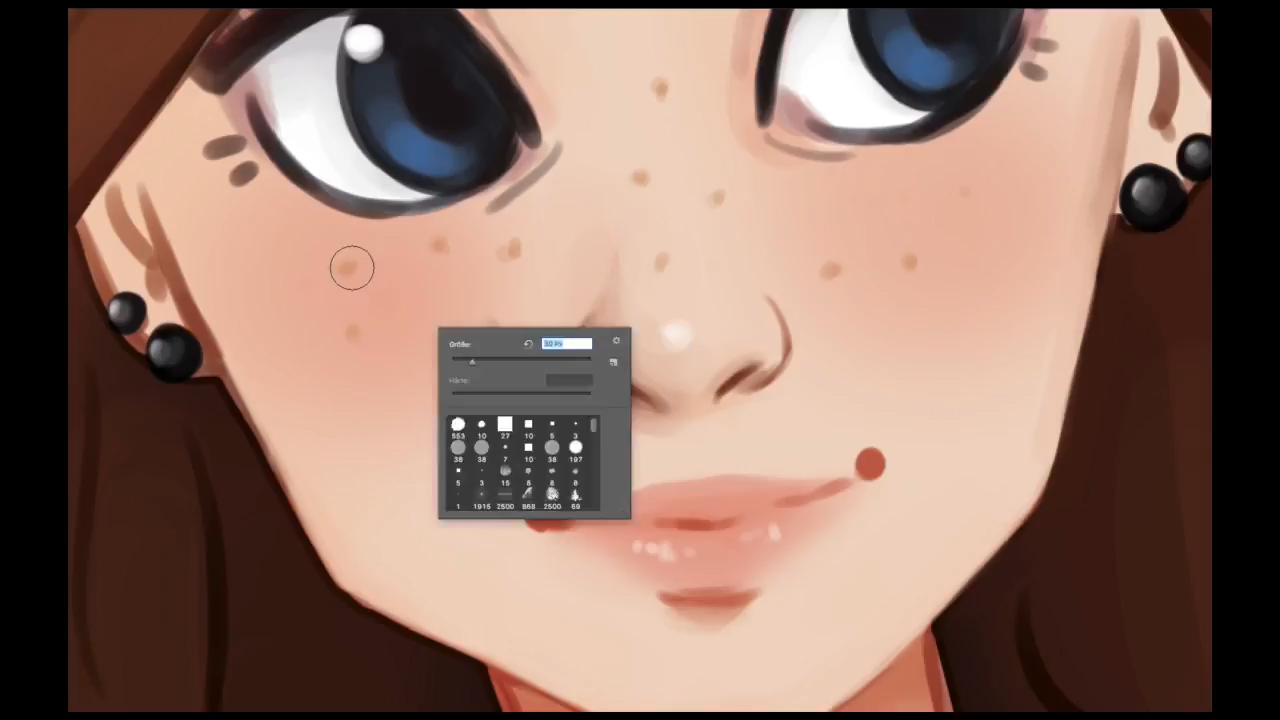 Größe:
30 Px
Härte:
553 10 27 10 5 3
38 38 7 10 38 197
5 3 15 6 8 8
1 1915 2500 868 2500 69